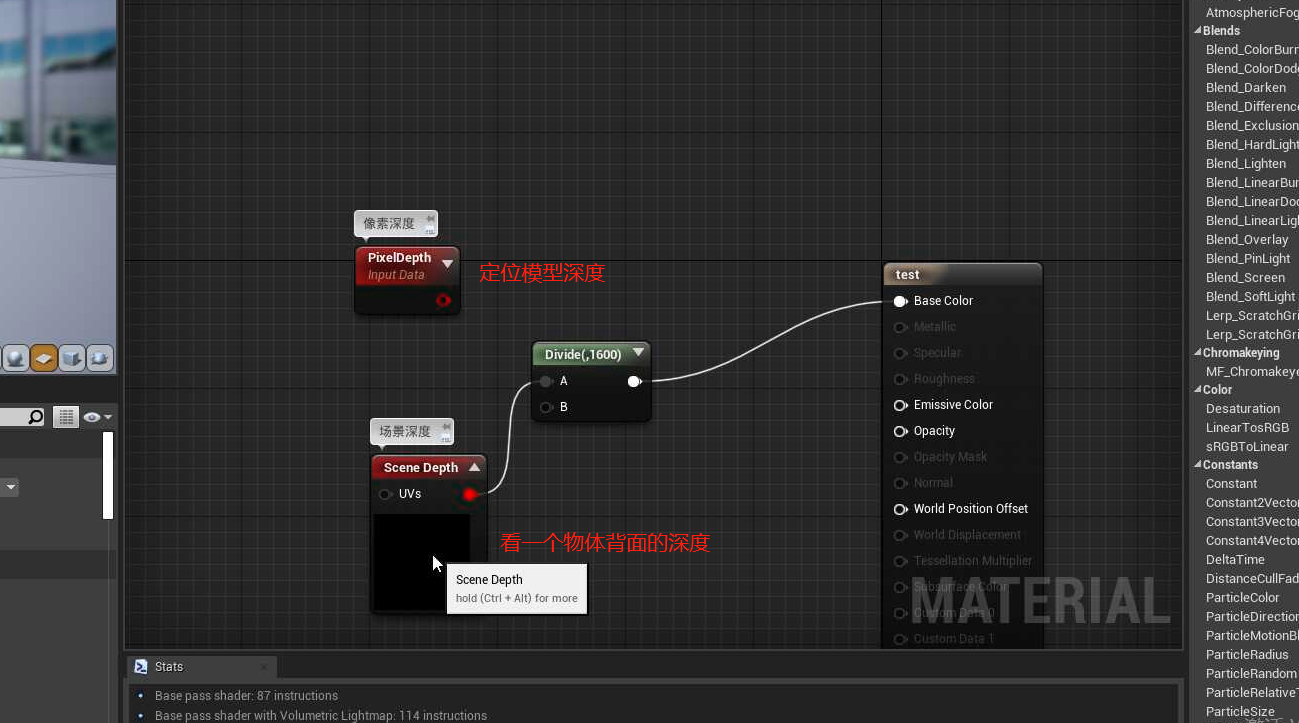 像素深度
PixelDepth
Input Data
定位模型深度
Divide(,1600)
A
B
场景深度
Scene Depth
UVs
看一个物体背面的深度
Scene Depth
hold (Ctrl + Alt) for more
test
Base Color
Metallic
Specular
Roughness
Emissive Color
Opacity
Opacity Mask
Normal
World Position Offset
World Displacement
Tessellation Multiplier
Subsurface Color
Custom Data 0
Custom Data 1
MATERIAL
Stats
Base pass shader: 87 instructions
Base pass shader with Volumetric Lightmap: 114 instructions
AtmosphericFog
Blends
Blend_ColorBurn
Blend_ColorDod
Blend_Darken
Blend_Difference
Blend_Exclusion
Blend_HardLight
Blend_Lighten
Blend_LinearBur
Blend_LinearDod
Blend_LinearLigh
Blend_Overlay
Blend_PinLight
Blend_Screen
Blend_SoftLight
Lerp_ScratchGri
Lerp_ScratchGri
Chromakeying
MF_Chromakeye
Color
Desaturation
LinearTosRGB
sRGBToLinear
Constants
Constant
Constant2Vector
Constant3Vector
Constant4Vector
DeltaTime
DistanceCullFad
ParticleColor
ParticleDirection
ParticleMotionBl
ParticleRadius
ParticleRandom
ParticleRelativeT
ParticleSize